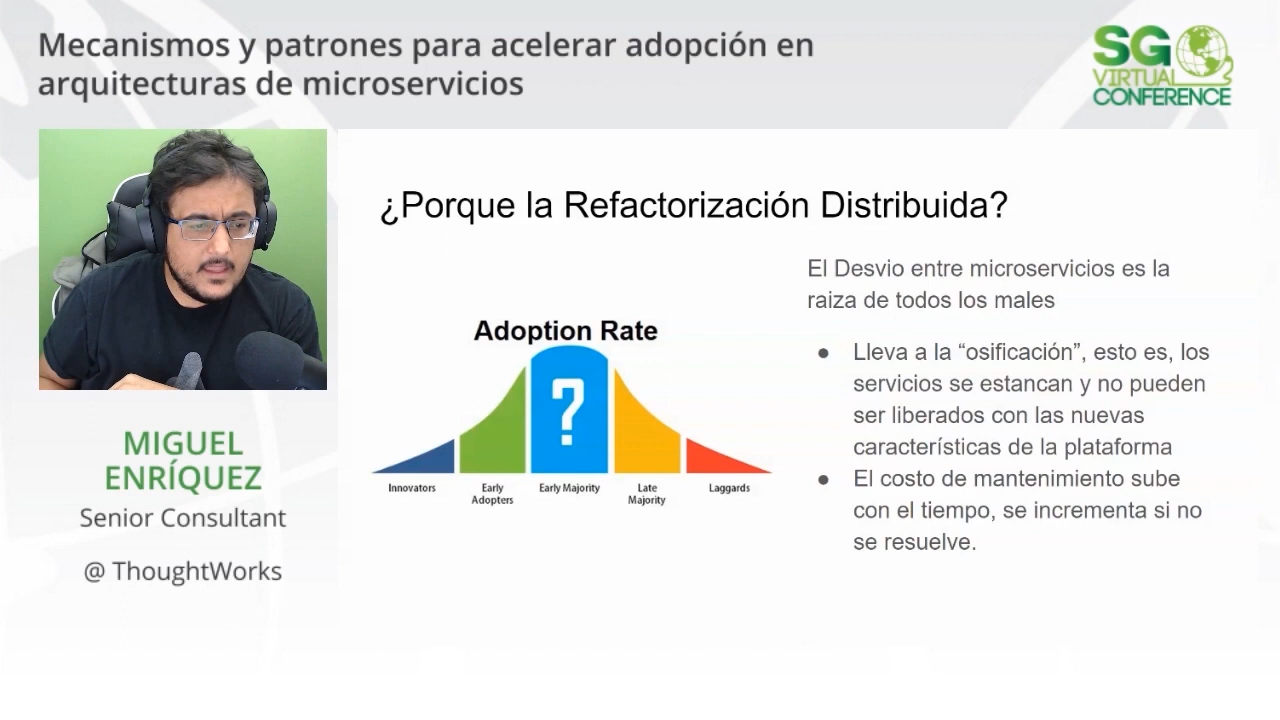 Mecanismos y patrones para acelerar adopción en
arquitecturas de microservicios
SG
VIRTUAL
CONFERENCE
MIGUEL
ENRÍQUEZ
Senior Consultant
@ ThoughtWorks
¿Porque la Refactorización Distribuida?
Adoption Rate
?
Innovators
Early
Adopters
Early Majority
Late
Majority
Laggards
El Desvio entre microservicios es la
raiza de todos los males
● Lleva a la “osificación”, esto es, los
servicios se estancan y no pueden
ser liberados con las nuevas
características de la plataforma
● El costo de mantenimiento sube
con el tiempo, se incrementa si no
se resuelve.